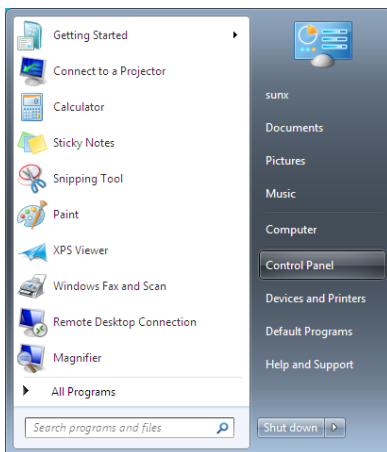 Getting Started
Connect to a Projector
Calculator
Sticky Notes
Snipping Tool
Paint
XPS Viewer
Windows Fax and Scan
Remote Desktop Connection
Magnifier
All Programs
Search programs and files
sunx
Documents
Pictures
Music
Computer
Control Panel
Devices and Printers
Default Programs
Help and Support
Shut down